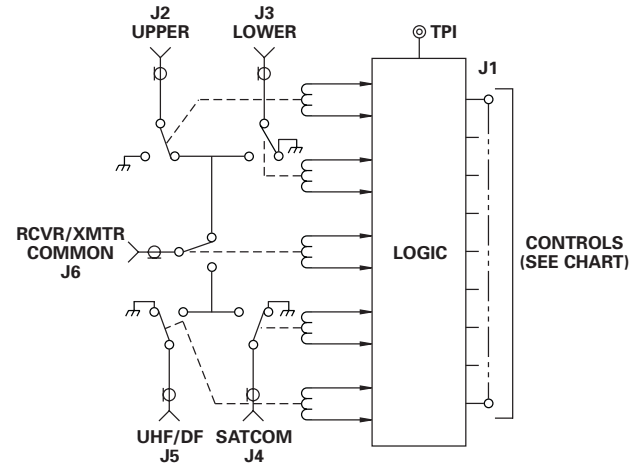 J2
UPPER
J3
LOWER
TPI
J1
RCVR/XMTR
COMMON
J6
LOGIC
CONTROLS
(SEE CHART)
UHF/DF
J5
SATCOM
J4